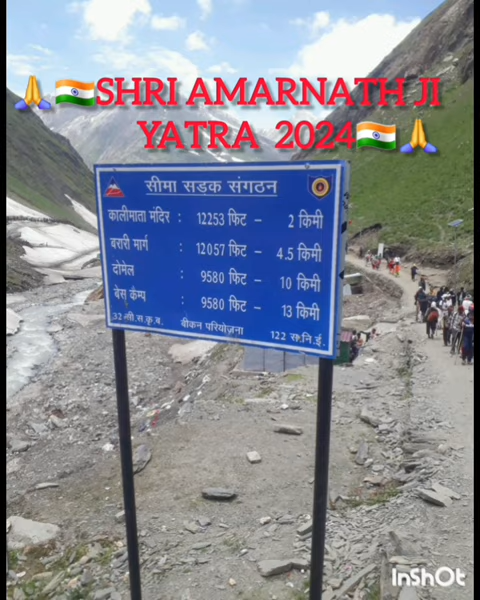 🙏🇮🇳SHRI AMARNATH JI
YATRA 2024🇮🇳🙏
सीमा सडक संगठन
कालीमाता मंदिर : 12253 फिट – 2 किमी
बरारी मार्ग : 12057 फिट – 4.5 किमी
दोमेल : 9580 फिट – 10 किमी
बेस कैम्प : 9580 फिट – 13 किमी
32 सी.स.कृ.ब. बीकन परियोजना 122 स.नि.इं.
InShOt